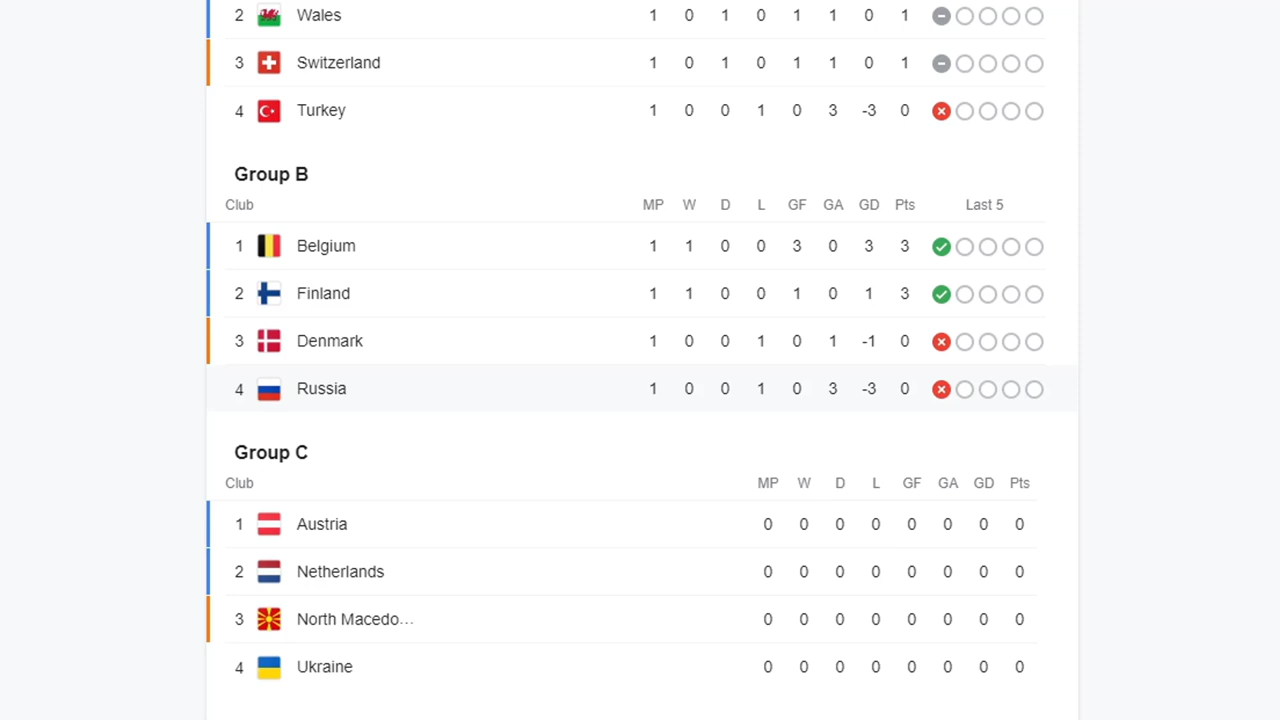 2 Wales 1 0 1 0 1 1 0 1
3 Switzerland 1 0 1 0 1 1 0 1
4 Turkey 1 0 0 1 0 3 -3 0
Group B
Club MP W D L GF GA GD Pts Last 5
1 Belgium 1 1 0 0 3 0 3 3
2 Finland 1 1 0 0 1 0 1 3
3 Denmark 1 0 0 1 0 1 -1 0
4 Russia 1 0 0 1 0 3 -3 0
Group C
Club MP W D L GF GA GD Pts
1 Austria 0 0 0 0 0 0 0 0
2 Netherlands 0 0 0 0 0 0 0 0
3 North Macedo... 0 0 0 0 0 0 0 0
4 Ukraine 0 0 0 0 0 0 0 0